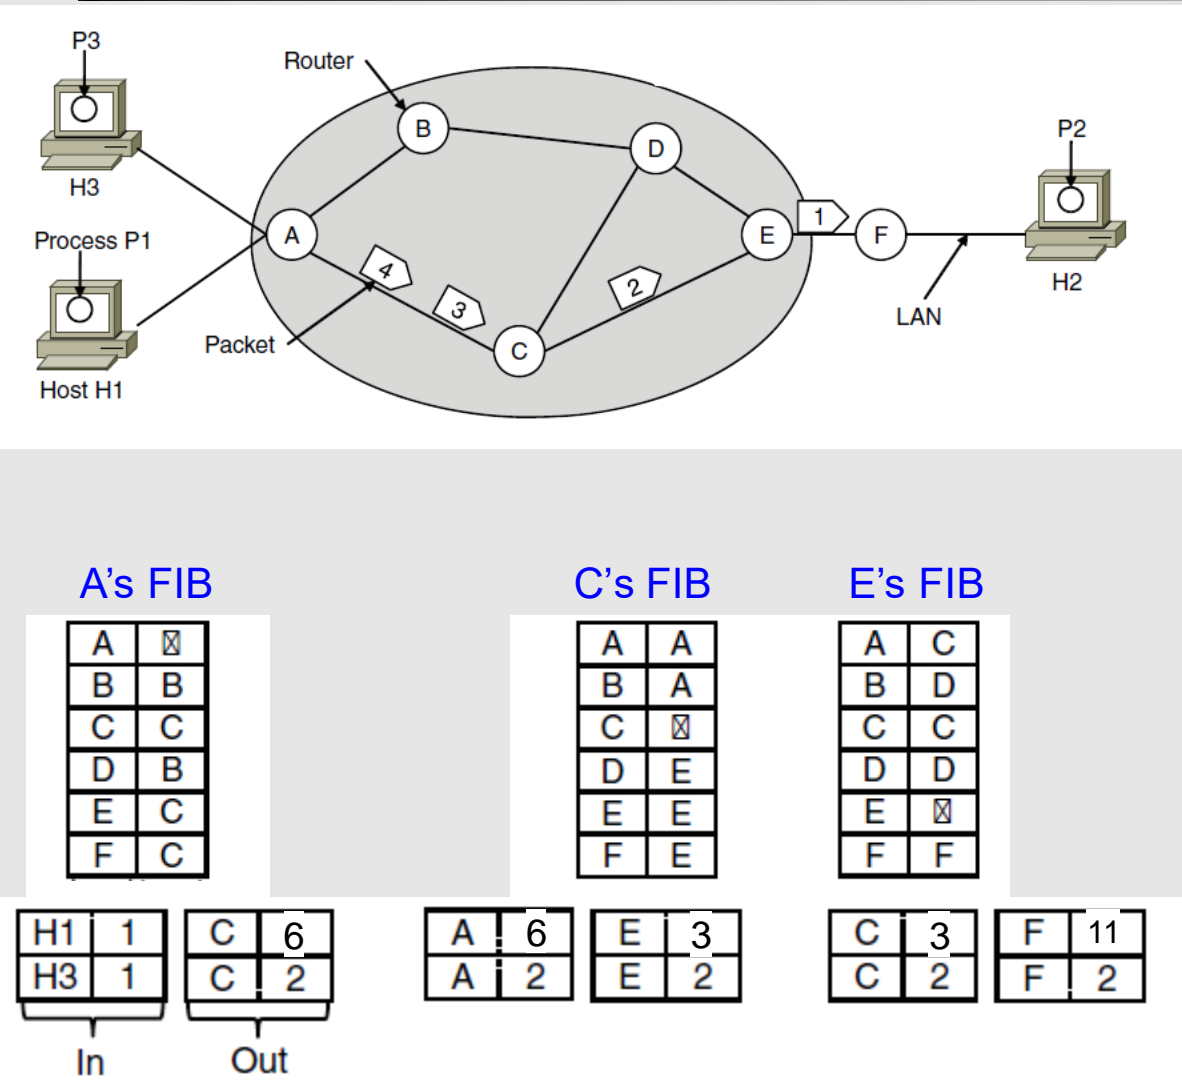 P3
Router
B
D
P2
H3
A
E
1
F
Process P1
4
3
2
H2
LAN
Packet
C
Host H1
A’s FIB
C’s FIB
E’s FIB
A
B B
C C
D B
E C
F C
A A
B A
C
D E
E E
F E
A C
B D
C C
D D
E
F F
H1 1
H3 1
C 6
C 2
A 6
A 2
E 3
E 2
C 3
C 2
F 11
F 2
In
Out